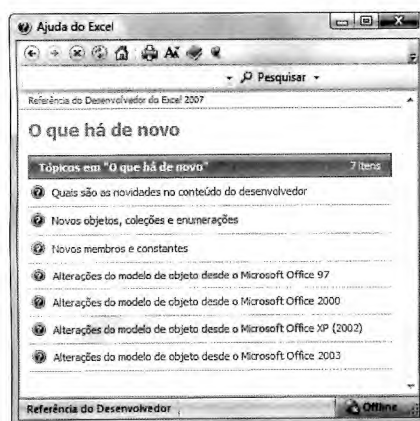 Ajuda do Excel
Pesquisar
Referência do Desenvolvedor do Excel 2007
O que há de novo
Tópicos em "O que há de novo" 7 itens
Quais são as novidades no conteúdo do desenvolvedor
Novos objetos, coleções e enumerações
Novos membros e constantes
Alterações do modelo de objeto desde o Microsoft Office 97
Alterações do modelo de objeto desde o Microsoft Office 2000
Alterações do modelo de objeto desde o Microsoft Office XP (2002)
Alterações do modelo de objeto desde o Microsoft Office 2003
Referência do Desenvolvedor Offline